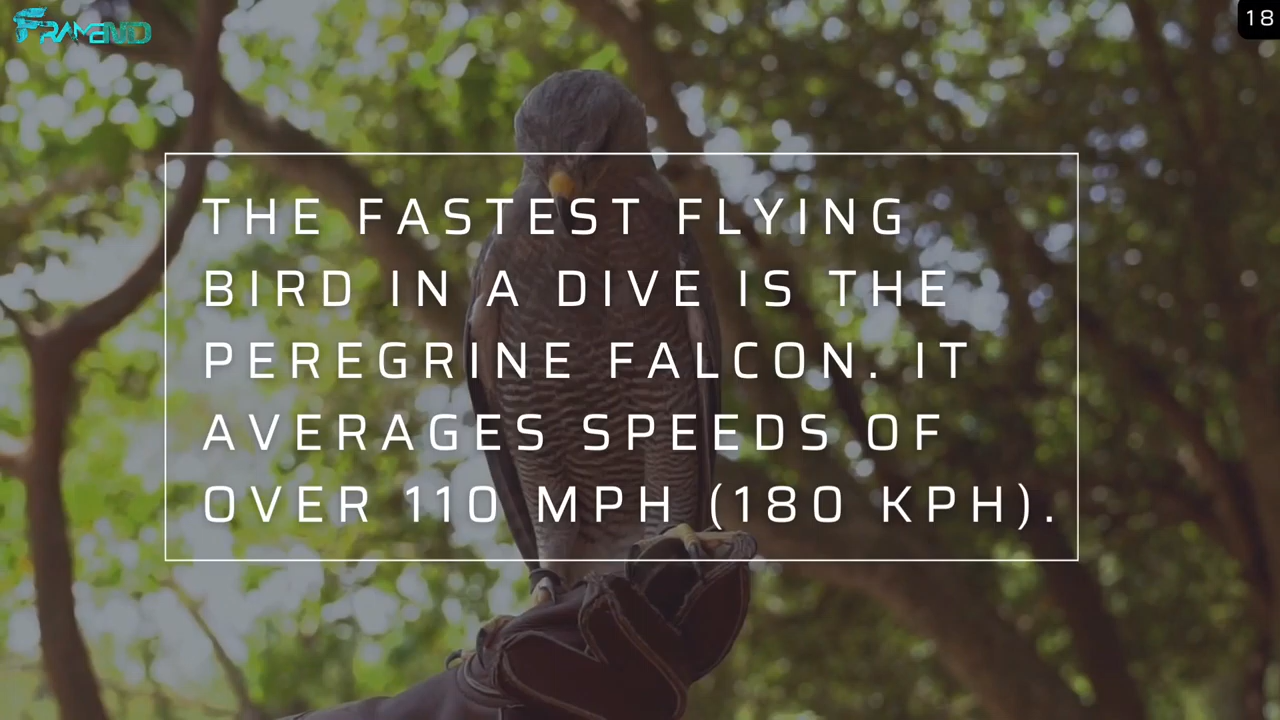 FRAMEMD
18
THE FASTEST FLYING
BIRD IN A DIVE IS THE
PEREGRINE FALCON. IT
AVERAGES SPEEDS OF
OVER 110 MPH (180 KPH).